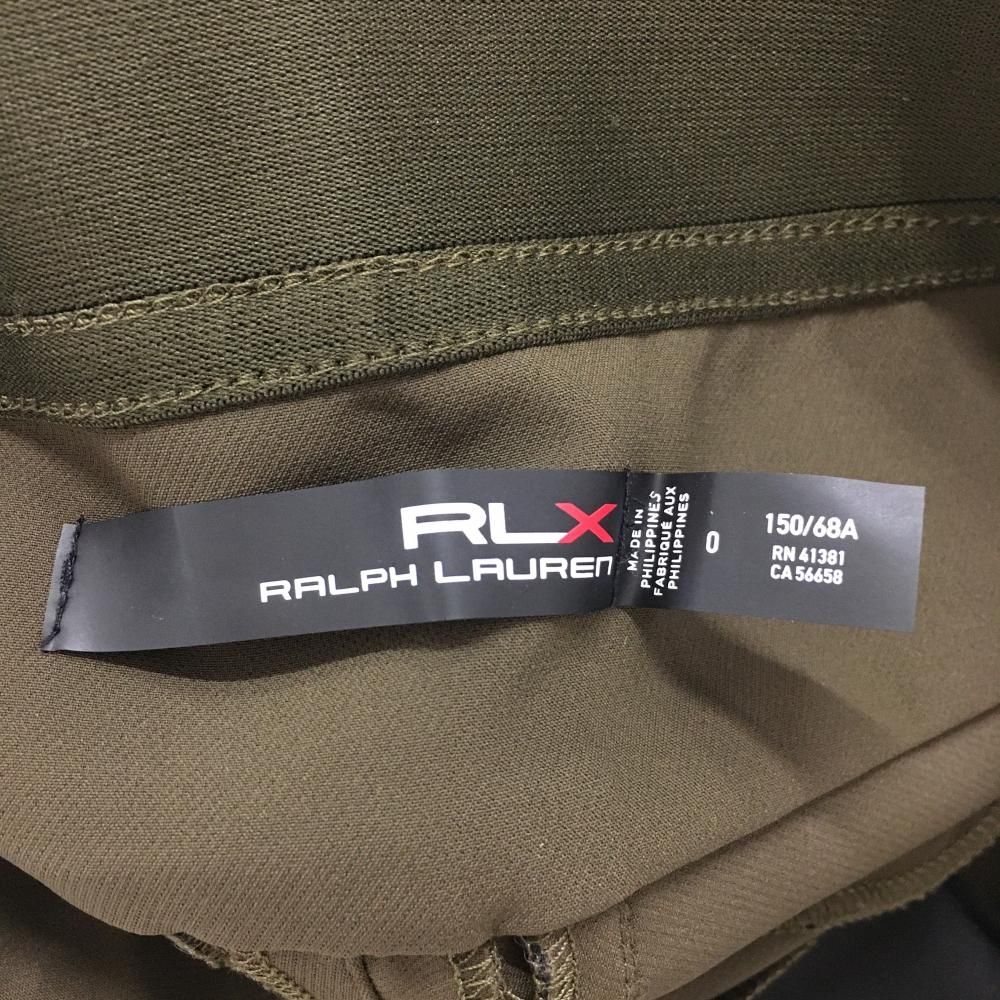 RLX
RALPH LAUREN
MADE IN
PHILIPPINES
FABRIQUÉ AUX
PHILIPPINES
0
150/68A
RN 41381
CA 56658